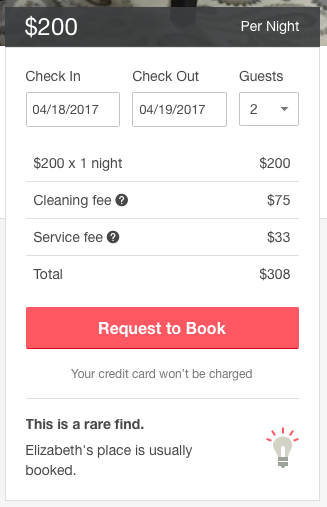 $200 Per Night
Check In Check Out Guests
04/18/2017 04/19/2017 2
$200 x 1 night $200
Cleaning fee ? $75
Service fee ? $33
Total $308
Request to Book
Your credit card won't be charged
This is a rare find.
Elizabeth's place is usually
booked.